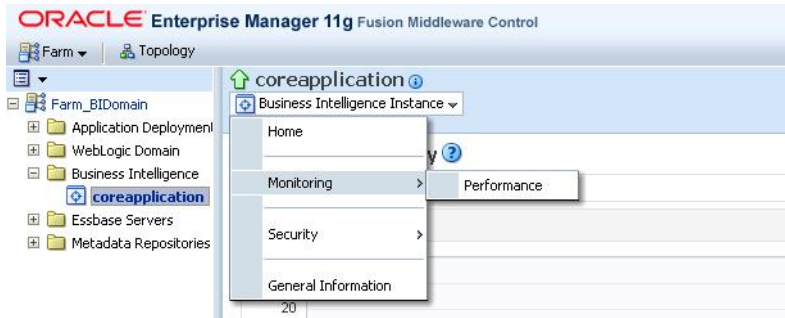 ORACLE Enterprise Manager 11g Fusion Middleware Control
Farm Topology
coreapplication
Business Intelligence Instance
Farm_BIDomain
Application Deployment
WebLogic Domain
Business Intelligence
coreapplication
Essbase Servers
Metadata Repositories
Home
y
Monitoring Performance
Security
General Information
20